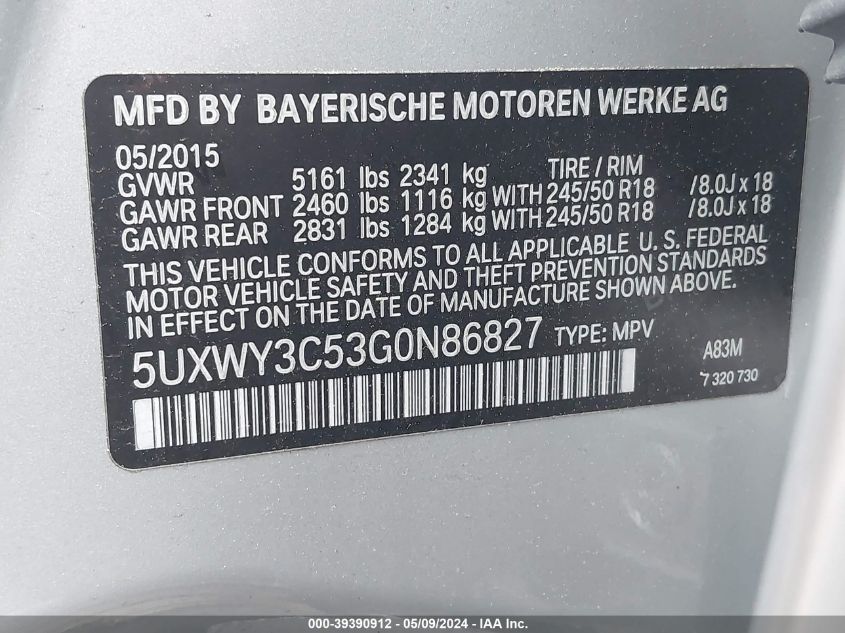 MFD BY BAYERISCHE MOTOREN WERKE AG
05/2015 TIRE / RIM
GVWR 5161 lbs 2341 kg
GAWR FRONT 2460 lbs 1116 kg WITH 245/50 R18 /8.0J x 18
GAWR REAR 2831 lbs 1284 kg WITH 245/50 R18 /8.0J x 18
THIS VEHICLE CONFORMS TO ALL APPLICABLE U. S. FEDERAL
MOTOR VEHICLE SAFETY AND THEFT PREVENTION STANDARDS
IN EFFECT ON THE DATE OF MANUFACTURE SHOWN ABOVE.
5UXWY3C53G0N86827 TYPE: MPV A83M
7 320 730
000-39390912 - 05/09/2024 - IAA Inc.